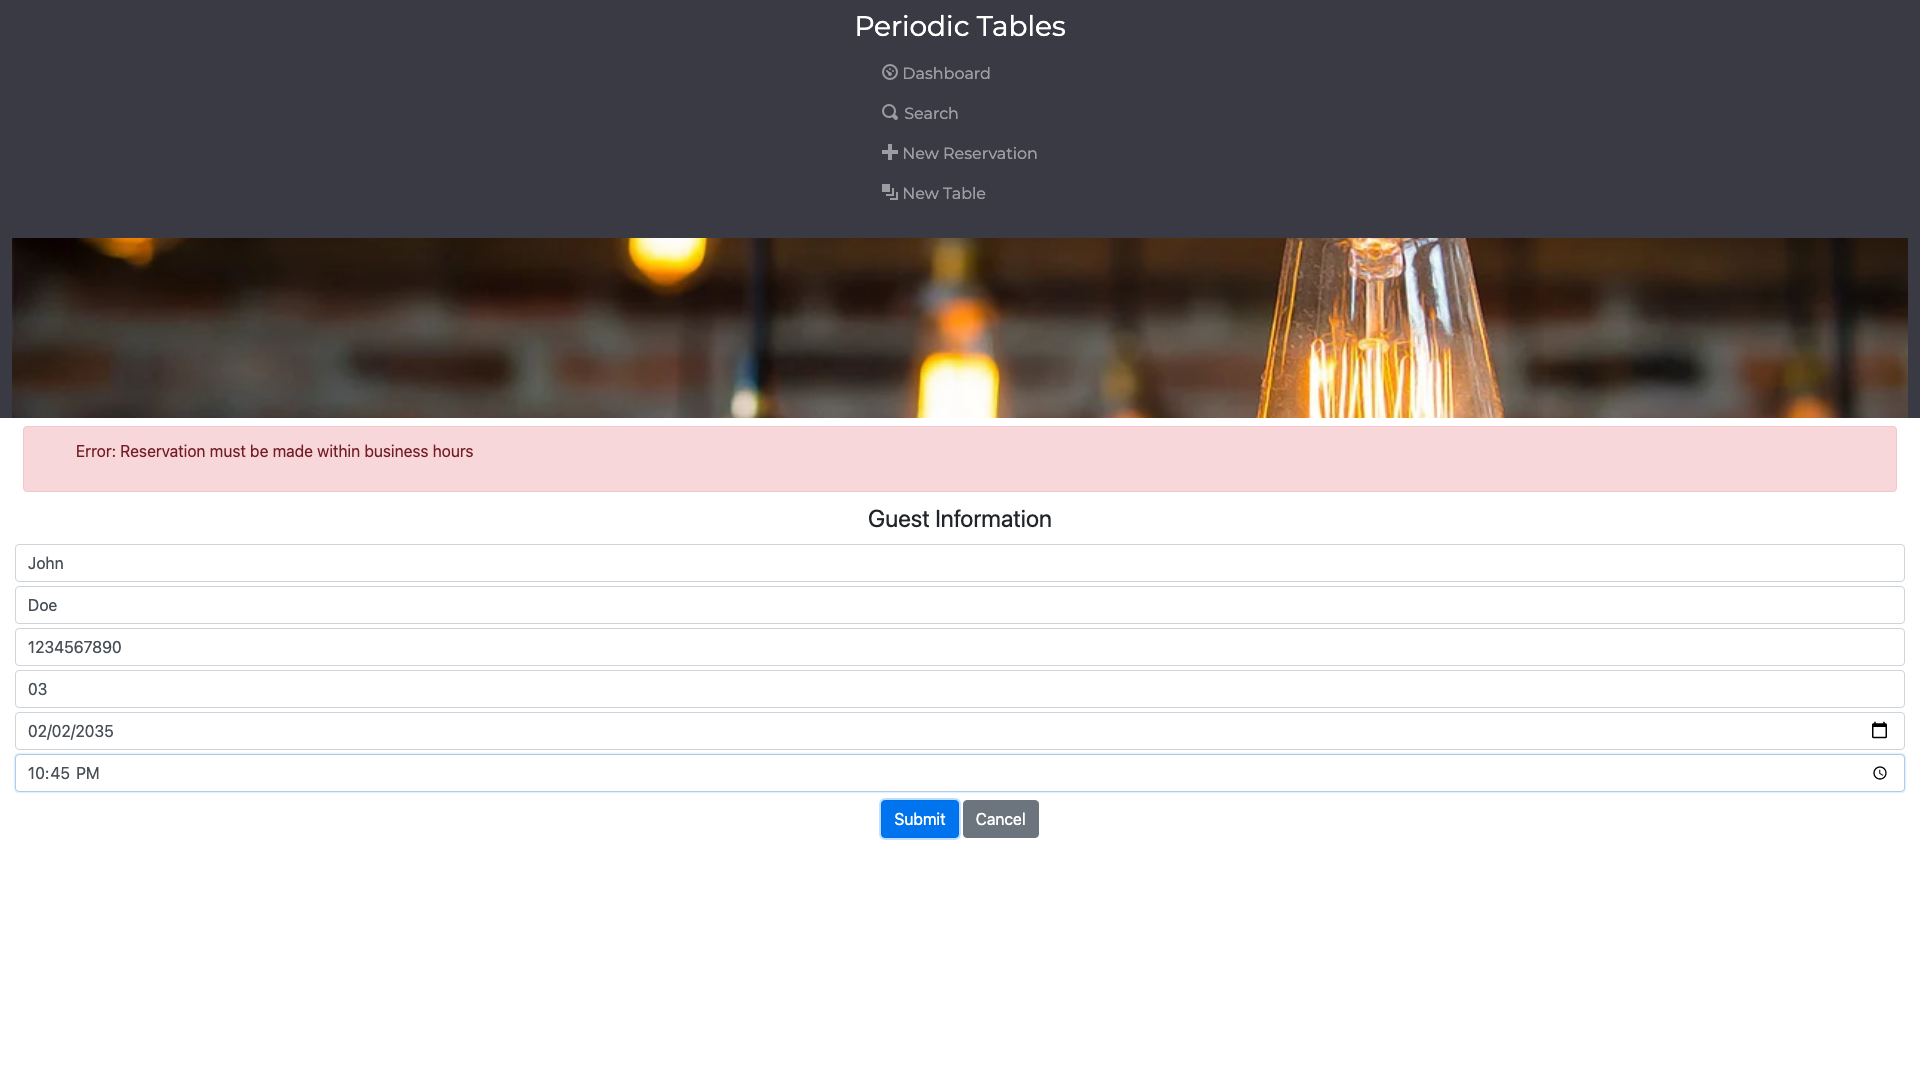 Periodic Tables
Dashboard
Search
New Reservation
New Table
Error: Reservation must be made within business hours
Guest Information
John
Doe
1234567890
03
02/02/2035
10:45 PM
Submit Cancel